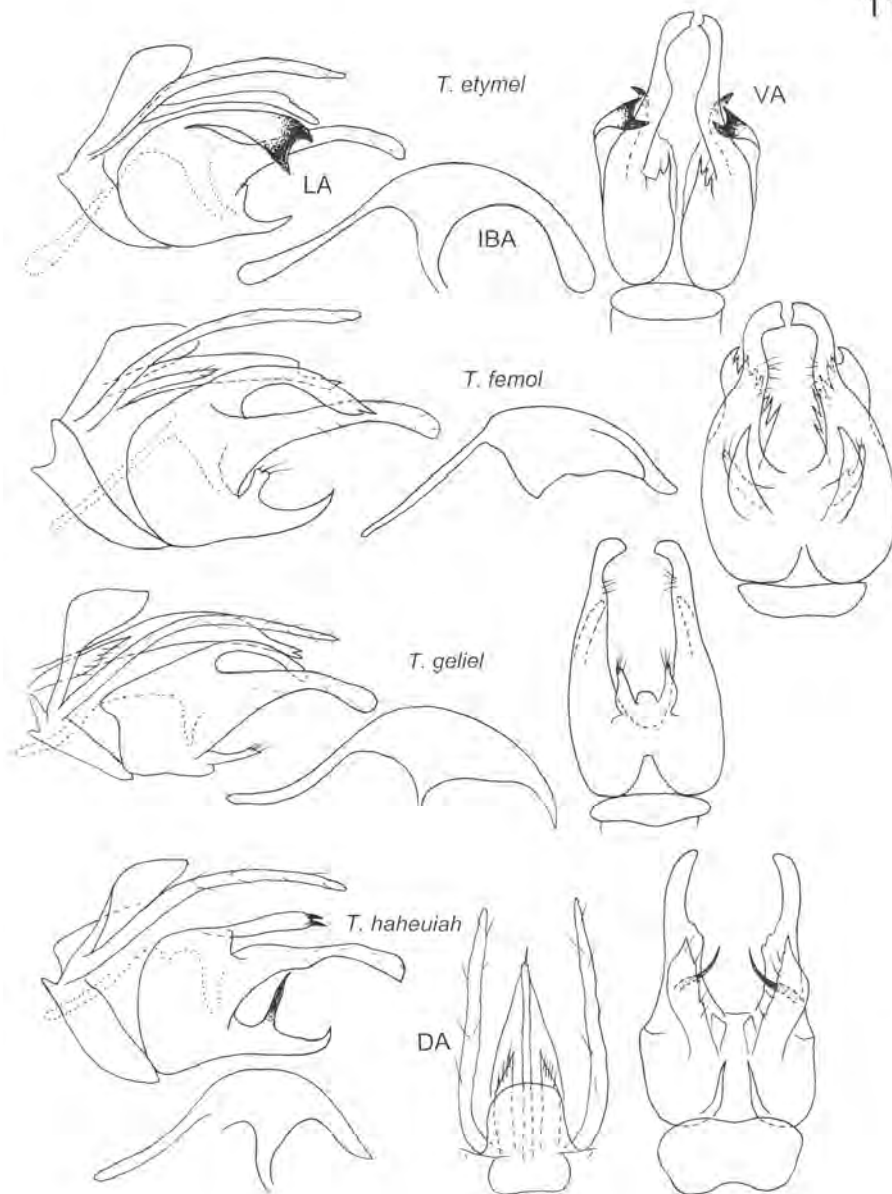 T. etymel
VA
LA
IBA
T. femol
T. geliel
T. haheuiah
DA